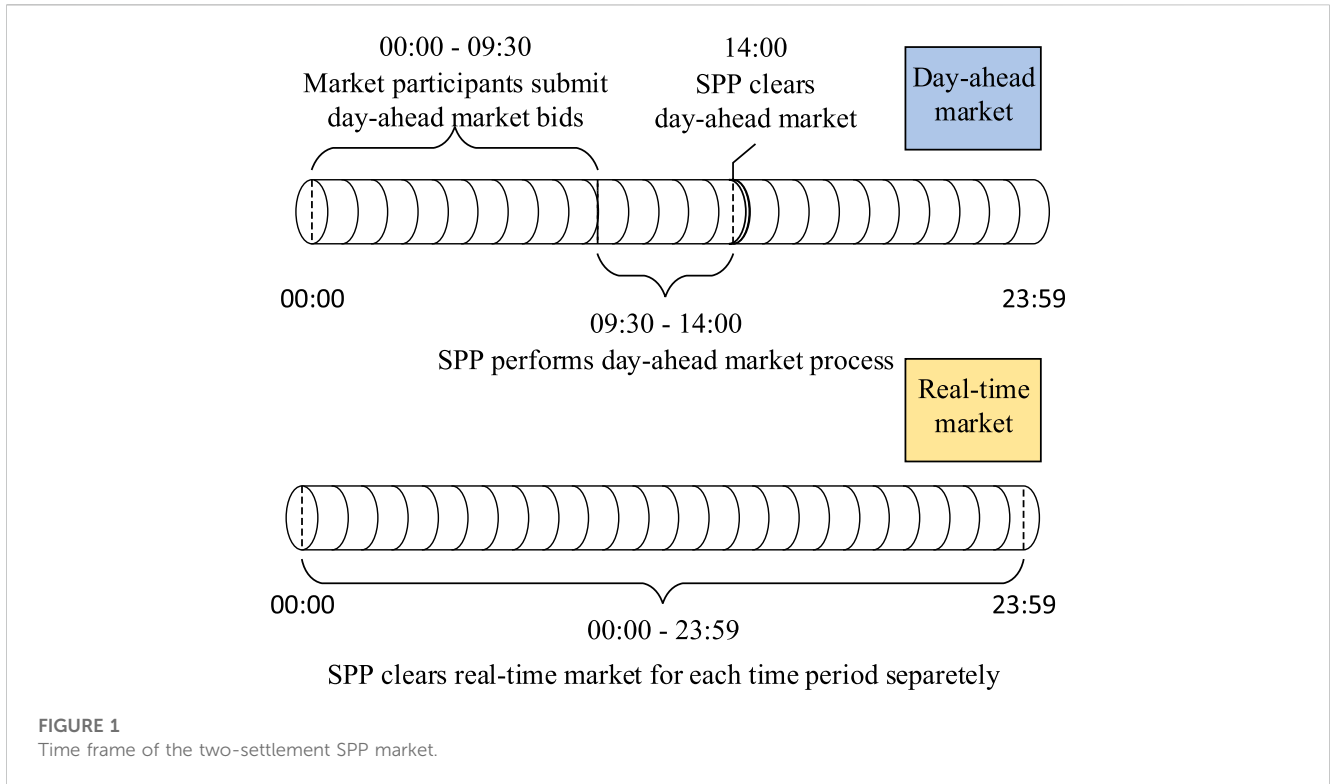 00:00 - 09:30
Market participants submit
day-ahead market bids
14:00
SPP clears
day-ahead market
Day-ahead
market
00:00
23:59
09:30 - 14:00
SPP performs day-ahead market process
Real-time
market
00:00
23:59
00:00 - 23:59
SPP clears real-time market for each time period separetely
FIGURE 1
Time frame of the two-settlement SPP market.